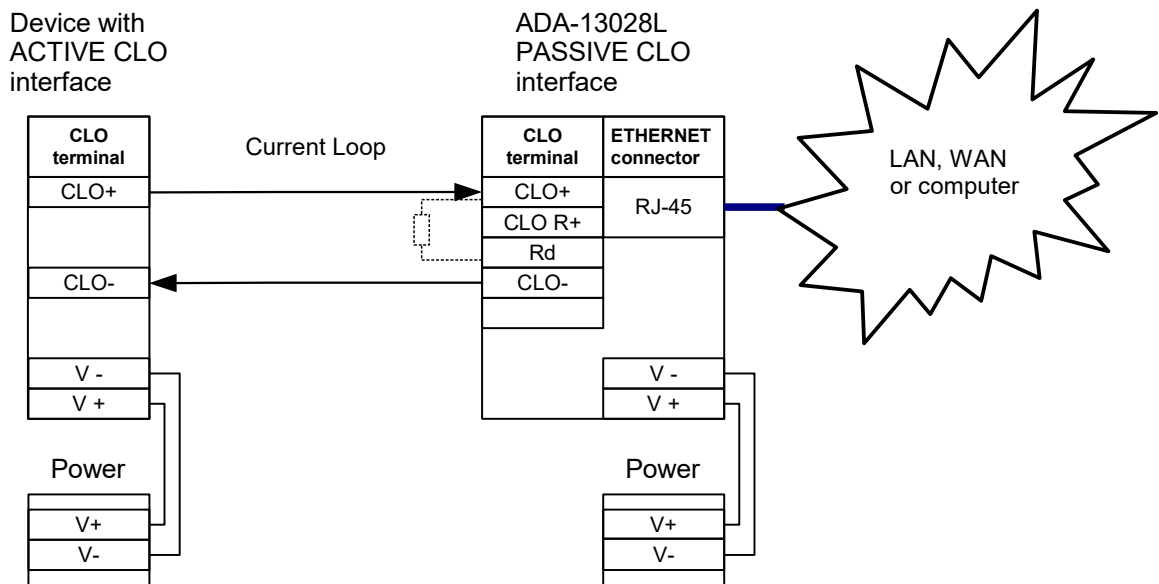 Device with
ACTIVE CLO
interface
ADA-13028L
PASSIVE CLO
interface
CLO
terminal
Current Loop
CLO
terminal
ETHERNET
connector
LAN, WAN
or computer
CLO+
CLO+
RJ-45
CLO R+
Rd
CLO-
CLO-
V -
V +
V -
V +
Power
Power
V+
V-
V+
V-